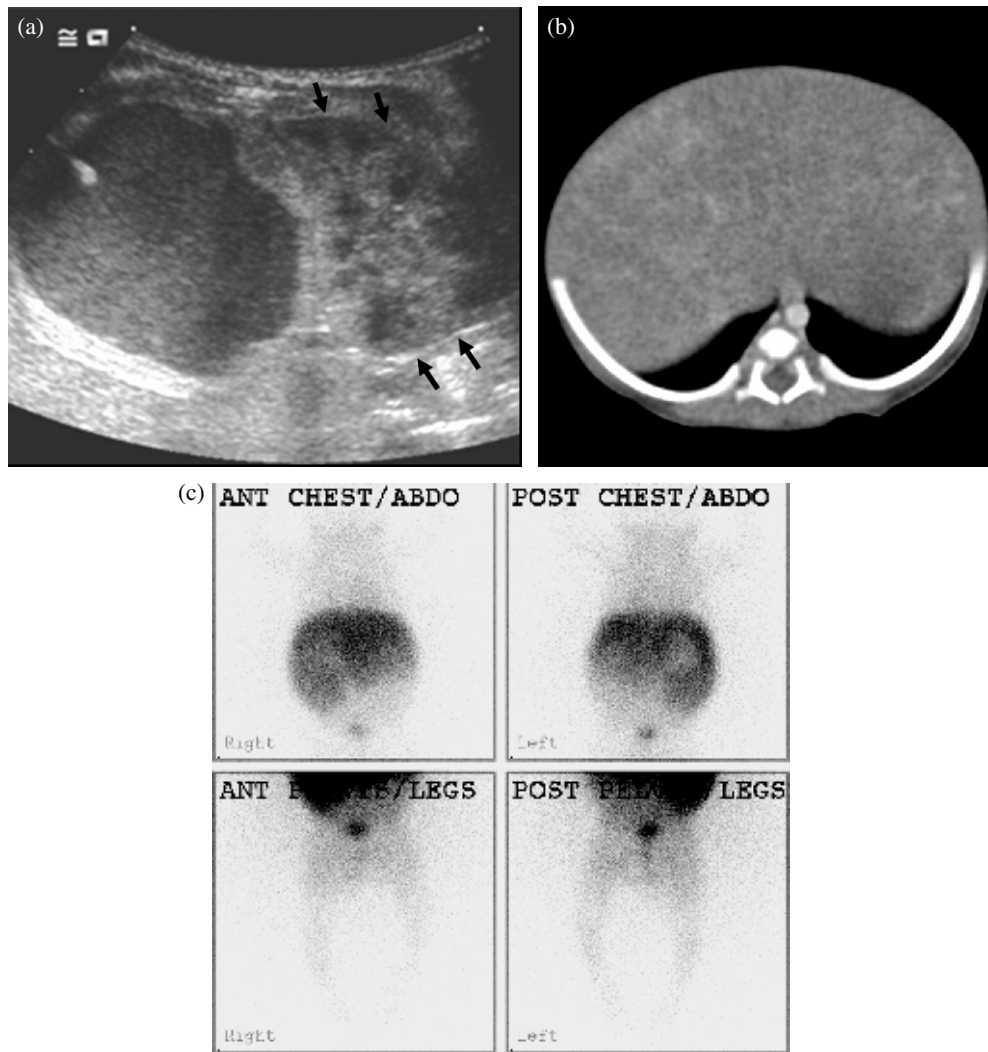 (a)
(b)
(c)
ANT CHEST/ABDO
POST CHEST/ABDO
Right
Left
ANT /LEGS
POST LEGS
Right
Left